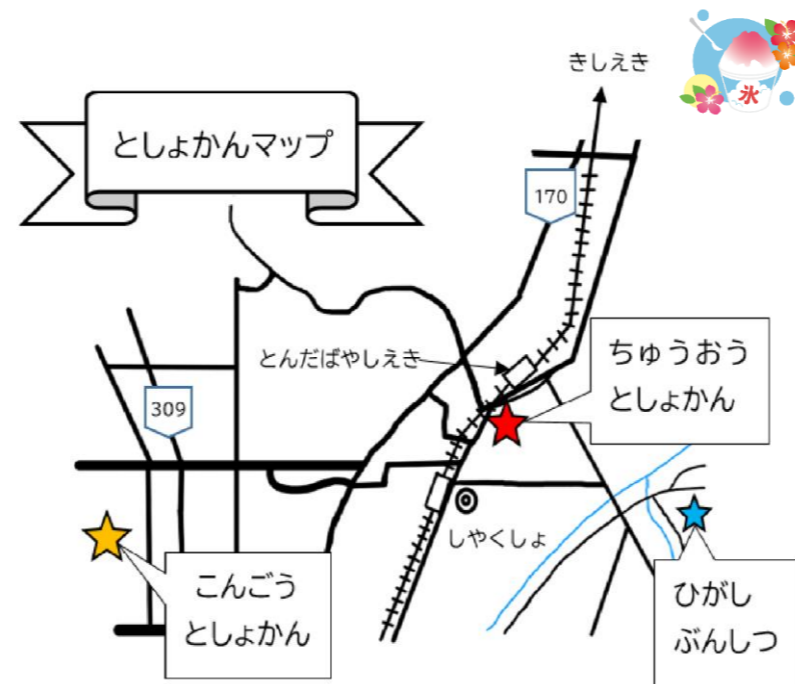 きしえき
氷
としょかんマップ
170
とんだばやしえき
ちゅうおう
としょかん
309
しやくしょ
こんごう
としょかん
ひがし
ぶんしつ